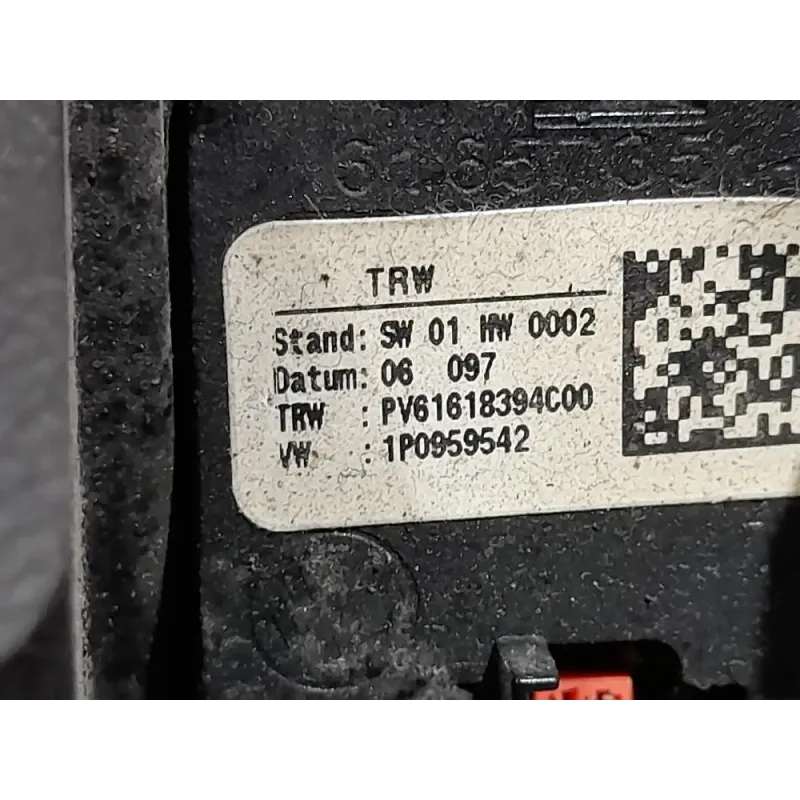 TRW
Stand: SW 01 HW 0002
Datum: 06 097
TRW : PV61618394C00
VW : 1P0959542